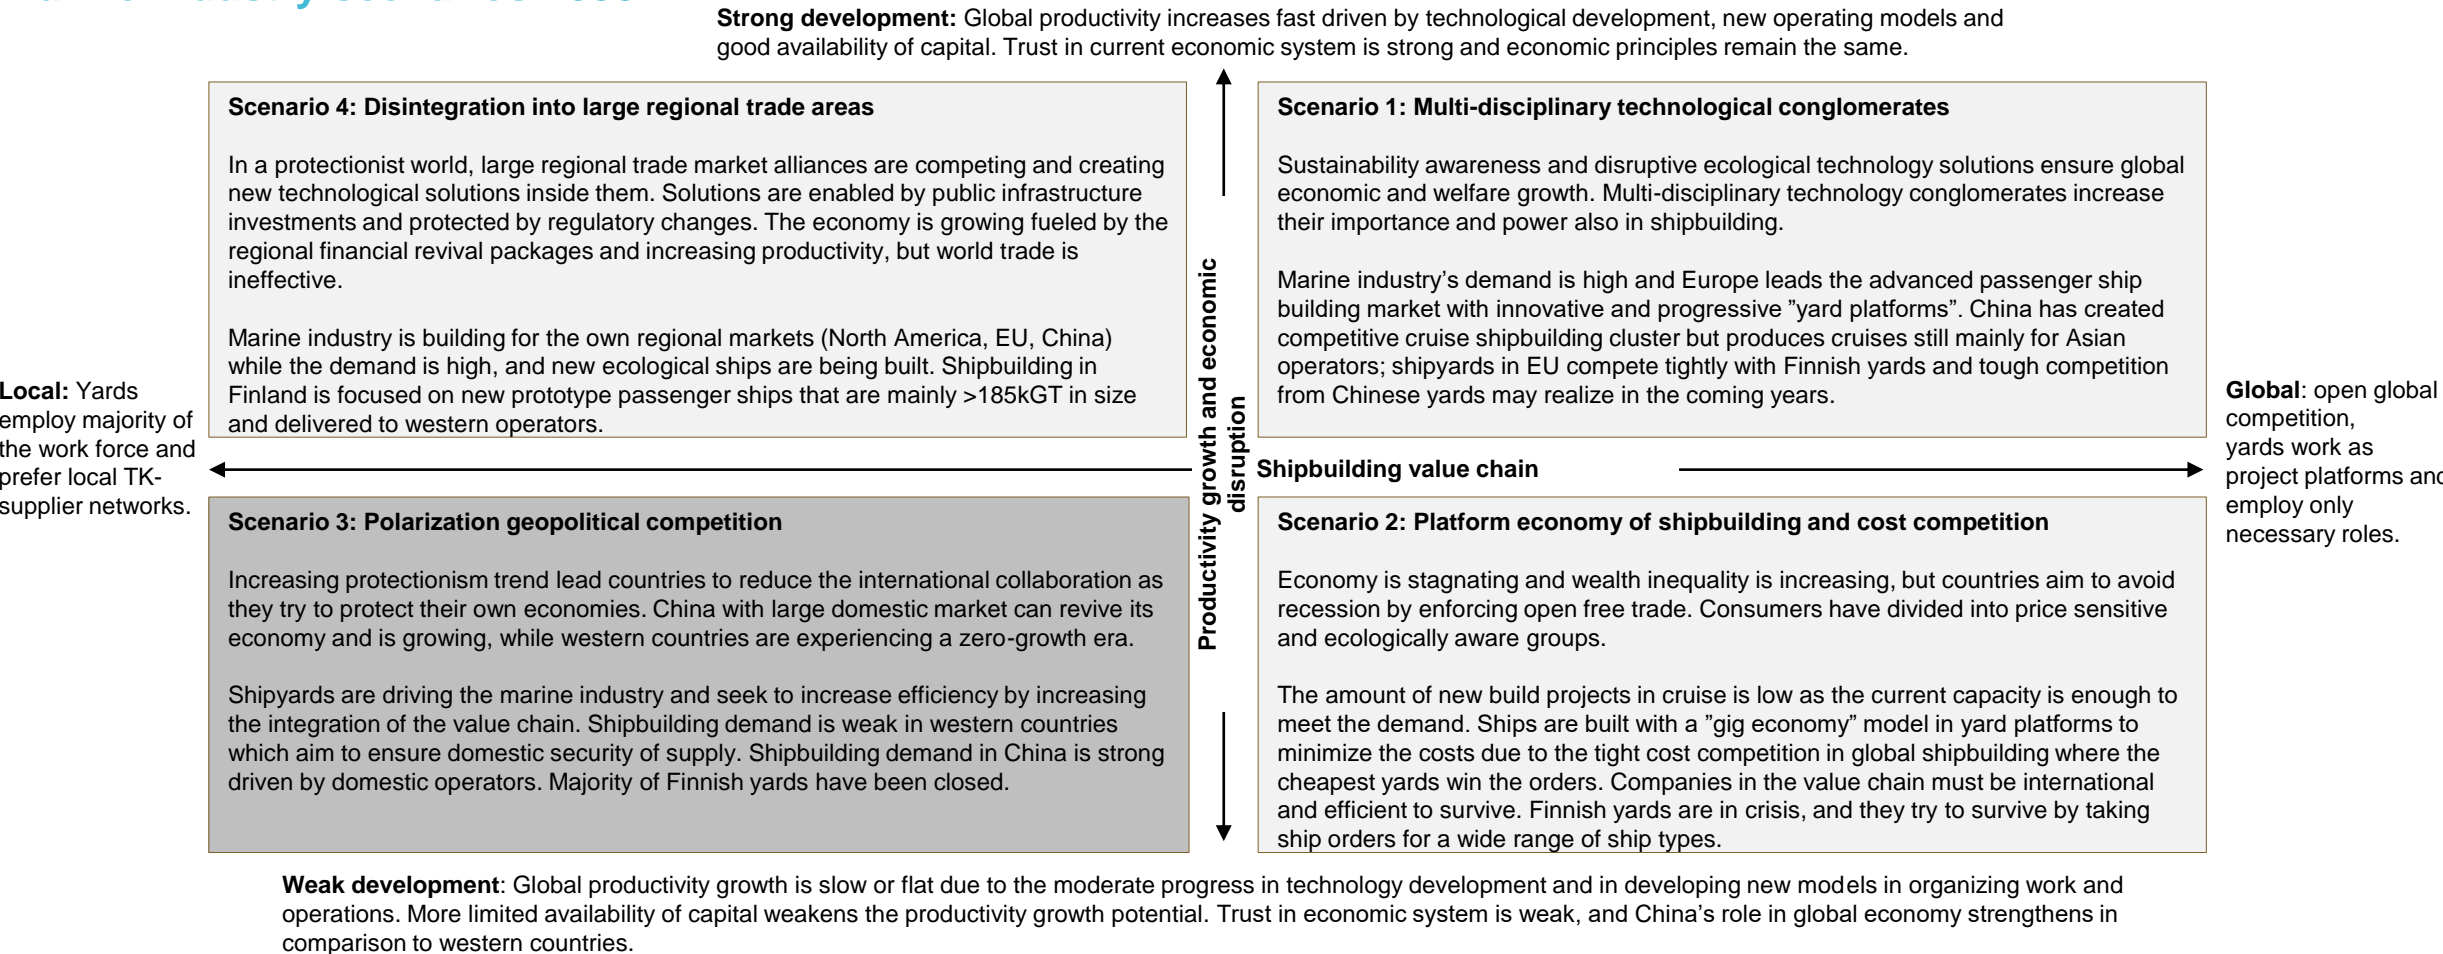 Strong development: Global productivity increases fast driven by technological development, new operating models and
good availability of capital. Trust in current economic system is strong and economic principles remain the same.
Scenario 4: Disintegration into large regional trade areas
In a protectionist world, large regional trade market alliances are competing and creating
new technological solutions inside them. Solutions are enabled by public infrastructure
investments and protected by regulatory changes. The economy is growing fueled by the
regional financial revival packages and increasing productivity, but world trade is
ineffective.
Marine industry is building for the own regional markets (North America, EU, China)
while the demand is high, and new ecological ships are being built. Shipbuilding in
Finland is focused on new prototype passenger ships that are mainly >185kGT in size
and delivered to western operators.
Scenario 1: Multi-disciplinary technological conglomerates
Sustainability awareness and disruptive ecological technology solutions ensure global
economic and welfare growth. Multi-disciplinary technology conglomerates increase
their importance and power also in shipbuilding.
Marine industry’s demand is high and Europe leads the advanced passenger ship
building market with innovative and progressive ”yard platforms”. China has created
competitive cruise shipbuilding cluster but produces cruises still mainly for Asian
operators; shipyards in EU compete tightly with Finnish yards and tough competition
from Chinese yards may realize in the coming years.
Local: Yards
employ majority of
the work force and
prefer local TK-
supplier networks.
Productivity growth and economic
disruption
Shipbuilding value chain
Global: open global
competition,
yards work as
project platforms and
employ only
necessary roles.
Scenario 3: Polarization geopolitical competition
Increasing protectionism trend lead countries to reduce the international collaboration as
they try to protect their own economies. China with large domestic market can revive its
economy and is growing, while western countries are experiencing a zero-growth era.
Shipyards are driving the marine industry and seek to increase efficiency by increasing
the integration of the value chain. Shipbuilding demand is weak in western countries
which aim to ensure domestic security of supply. Shipbuilding demand in China is strong
driven by domestic operators. Majority of Finnish yards have been closed.
Scenario 2: Platform economy of shipbuilding and cost competition
Economy is stagnating and wealth inequality is increasing, but countries aim to avoid
recession by enforcing open free trade. Consumers have divided into price sensitive
and ecologically aware groups.
The amount of new build projects in cruise is low as the current capacity is enough to
meet the demand. Ships are built with a ”gig economy” model in yard platforms to
minimize the costs due to the tight cost competition in global shipbuilding where the
cheapest yards win the orders. Companies in the value chain must be international
and efficient to survive. Finnish yards are in crisis, and they try to survive by taking
ship orders for a wide range of ship types.
Weak development: Global productivity growth is slow or flat due to the moderate progress in technology development and in developing new models in organizing work and
operations. More limited availability of capital weakens the productivity growth potential. Trust in economic system is weak, and China’s role in global economy strengthens in
comparison to western countries.